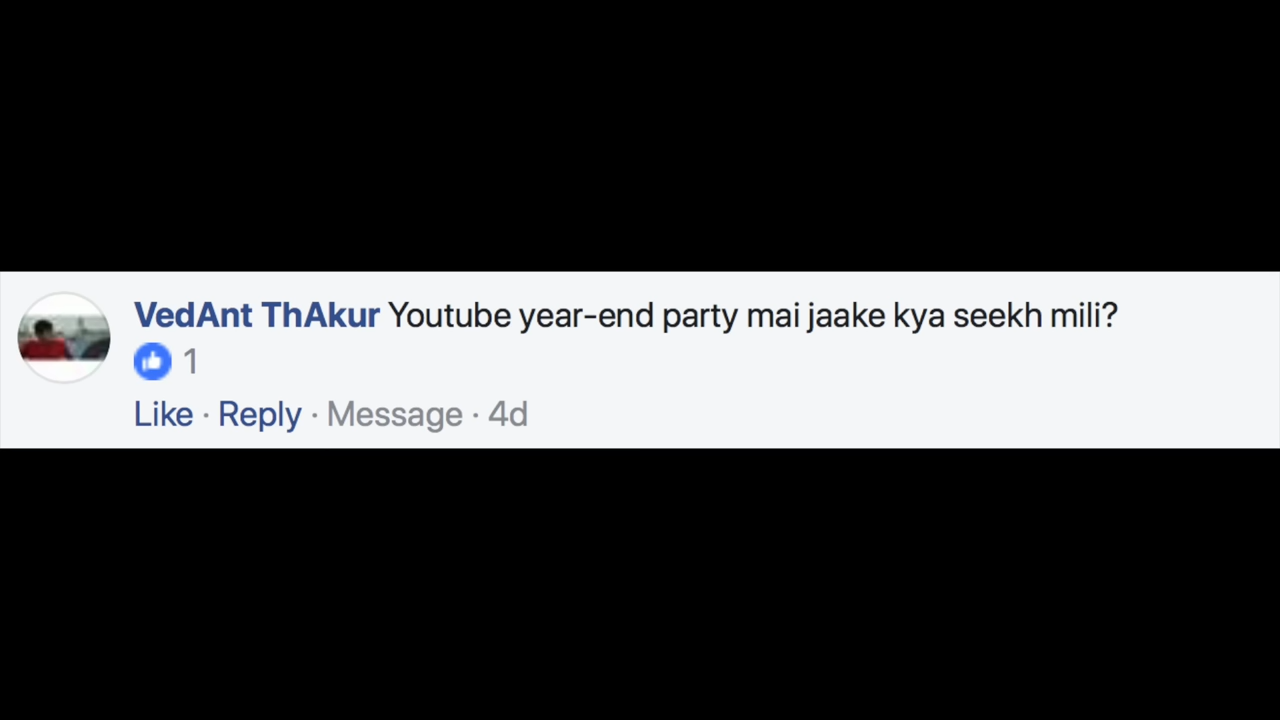 VedAnt ThAkur Youtube year-end party mai jaake kya seekh mili?
1
Like · Reply · Message · 4d